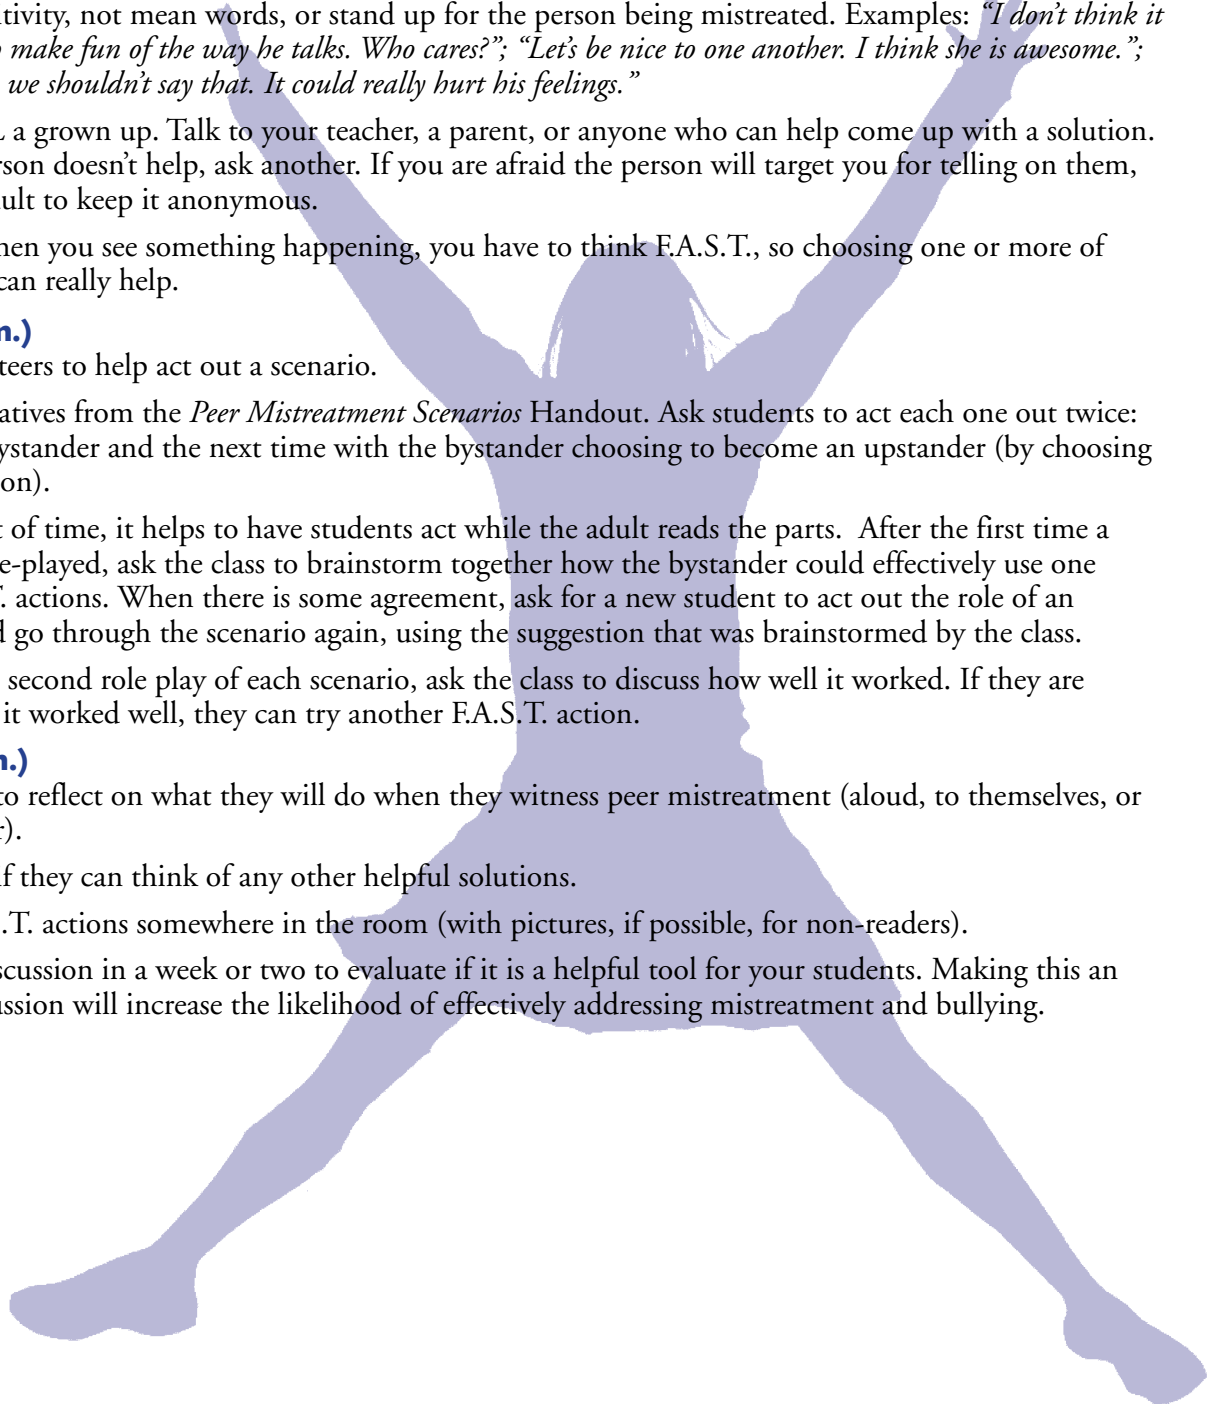 tivity, not mean words, or stand up for the person being mistreated. Examples: “I don’t think it
make fun of the way he talks. Who cares?”; “Let’s be nice to one another. I think she is awesome.”;
we shouldn’t say that. It could really hurt his feelings.”
a grown up. Talk to your teacher, a parent, or anyone who can help come up with a solution.
rson doesn’t help, ask another. If you are afraid the person will target you for telling on them,
ult to keep it anonymous.
hen you see something happening, you have to think F.A.S.T., so choosing one or more of
can really help.
n.)
teers to help act out a scenario.
atives from the Peer Mistreatment Scenarios Handout. Ask students to act each one out twice:
ystander and the next time with the bystander choosing to become an upstander (by choosing
on).
t of time, it helps to have students act while the adult reads the parts. After the first time a
e-played, ask the class to brainstorm together how the bystander could effectively use one
T. actions. When there is some agreement, ask for a new student to act out the role of an
d go through the scenario again, using the suggestion that was brainstormed by the class.
second role play of each scenario, ask the class to discuss how well it worked. If they are
it worked well, they can try another F.A.S.T. action.
n.)
to reflect on what they will do when they witness peer mistreatment (aloud, to themselves, or
r).
if they can think of any other helpful solutions.
.T. actions somewhere in the room (with pictures, if possible, for non-readers).
scussion in a week or two to evaluate if it is a helpful tool for your students. Making this an
ussion will increase the likelihood of effectively addressing mistreatment and bullying.